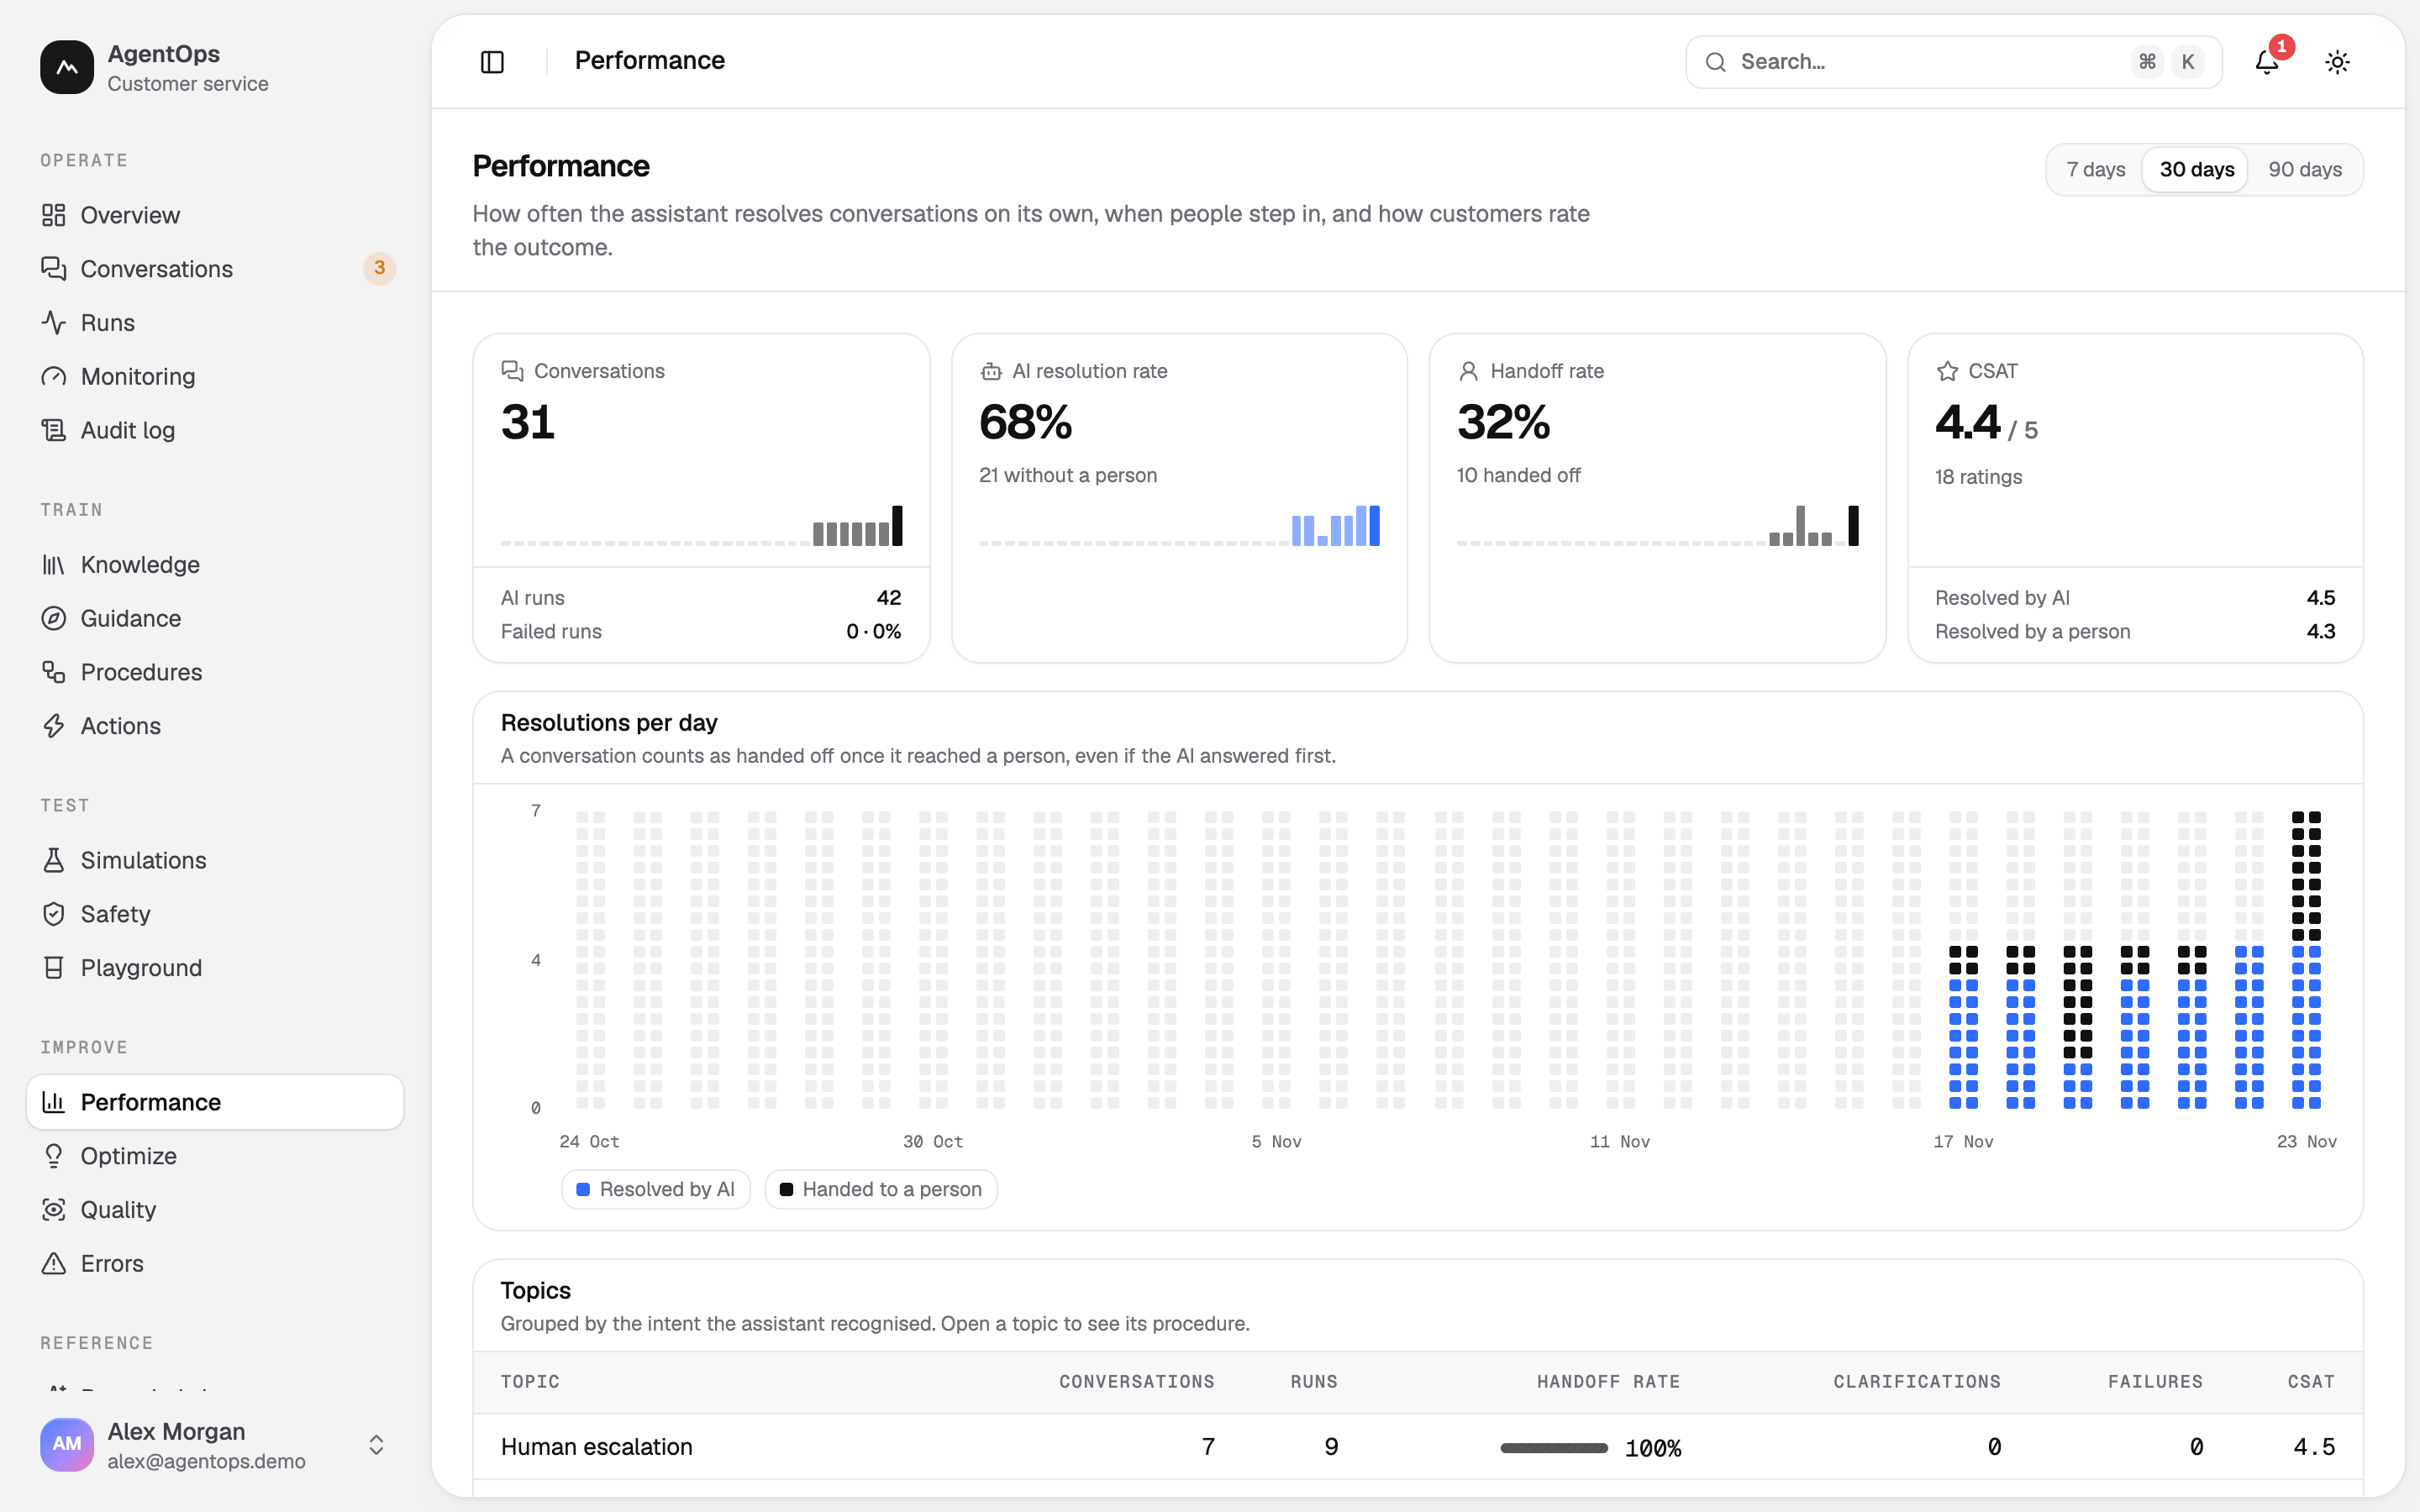 AgentOps
Customer service
OPERATE
Overview
Conversations 3
Runs
Monitoring
Audit log
TRAIN
Knowledge
Guidance
Procedures
Actions
TEST
Simulations
Safety
Playground
IMPROVE
Performance
Optimize
Quality
Errors
REFERENCE
AM
Alex Morgan
alex@agentops.demo
Performance
Search... ⌘ K
1
Performance
7 days 30 days 90 days
How often the assistant resolves conversations on its own, when people step in, and how customers rate
the outcome.
Conversations
31
AI runs 42
Failed runs 0 · 0%
AI resolution rate
68%
21 without a person
Handoff rate
32%
10 handed off
CSAT
4.4 / 5
18 ratings
Resolved by AI 4.5
Resolved by a person 4.3
Resolutions per day
A conversation counts as handed off once it reached a person, even if the AI answered first.
7
4
0
24 Oct 30 Oct 5 Nov 11 Nov 17 Nov 23 Nov
Resolved by AI Handed to a person
Topics
Grouped by the intent the assistant recognised. Open a topic to see its procedure.
TOPIC CONVERSATIONS RUNS HANDOFF RATE CLARIFICATIONS FAILURES CSAT
Human escalation 7 9 100% 0 0 4.5